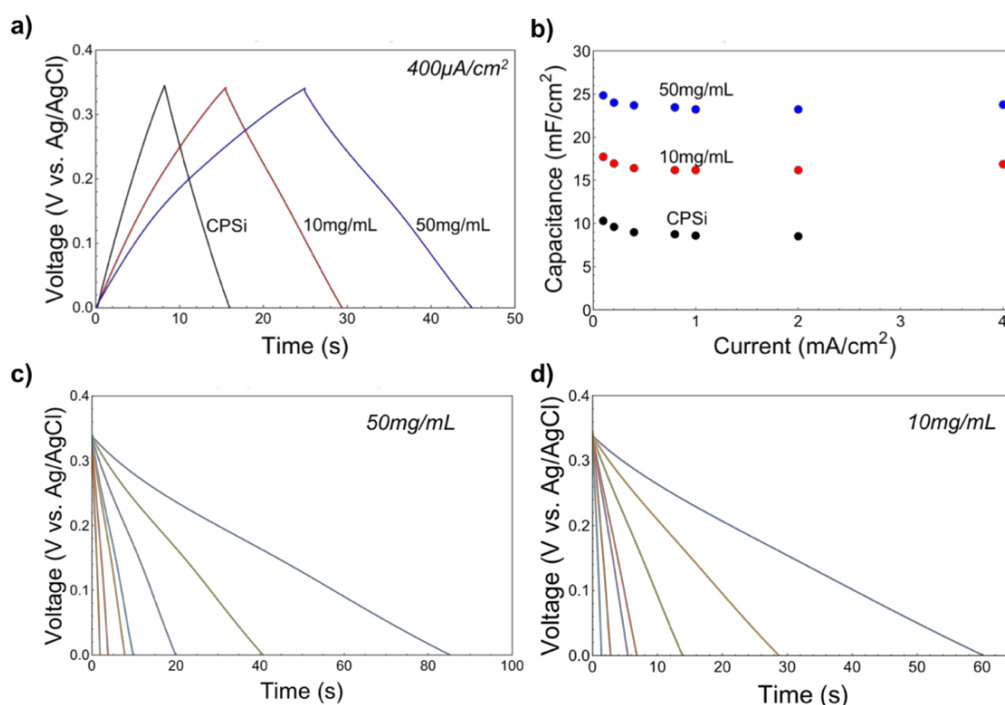 a)
400µA/cm²
Voltage (V vs. Ag/AgCl)
0.4
0.3
0.2
0.1
0.0
CPSi
10mg/mL
50mg/mL
0 10 20 30 40 50
Time (s)
b)
Capacitance (mF/cm²)
30
25
20
15
10
5
0
50mg/mL
10mg/mL
CPSi
0 1 2 3 4
Current (mA/cm²)
c)
50mg/mL
Voltage (V vs. Ag/AgCl)
0.4
0.3
0.2
0.1
0.0
0 20 40 60 80 100
Time (s)
d)
10mg/mL
Voltage (V vs. Ag/AgCl)
0.4
0.3
0.2
0.1
0.0
0 10 20 30 40 50 60
Time (s)